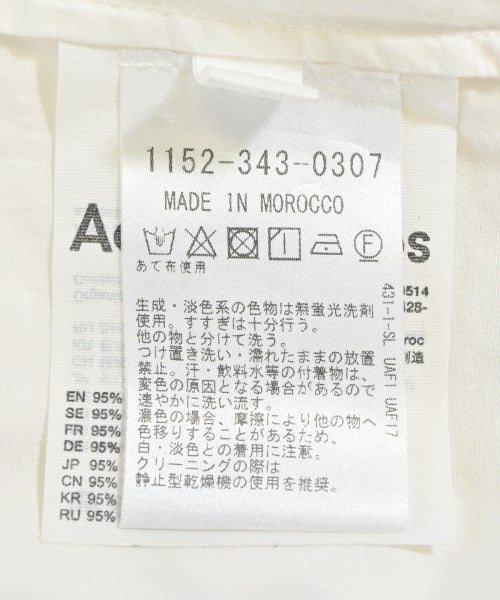 1152-343-0307
MADE IN MOROCCO
あて布使用
生成・淡色系の色物は無蛍光洗剤
使用。すすぎは十分行う。
他の物と分けて洗う。
つけ置き洗い・濡れたままの放置
禁止。汗・飲料水等の付着物は、
変色の原因となる場合があるので
速やかに洗い流す。
濃色の場合、摩擦により他の物へ
色移りすることがあるため、
白・淡色との着用に注意。
クリーニングの際は
静止型乾燥機の使用を推奨。
431-1-SL UAF1 UAF17
EN 95%
SE 95%
FR 95%
DE 95%
JP 95%
CN 95%
KR 95%
RU 95%
0514
328-
roc
制造